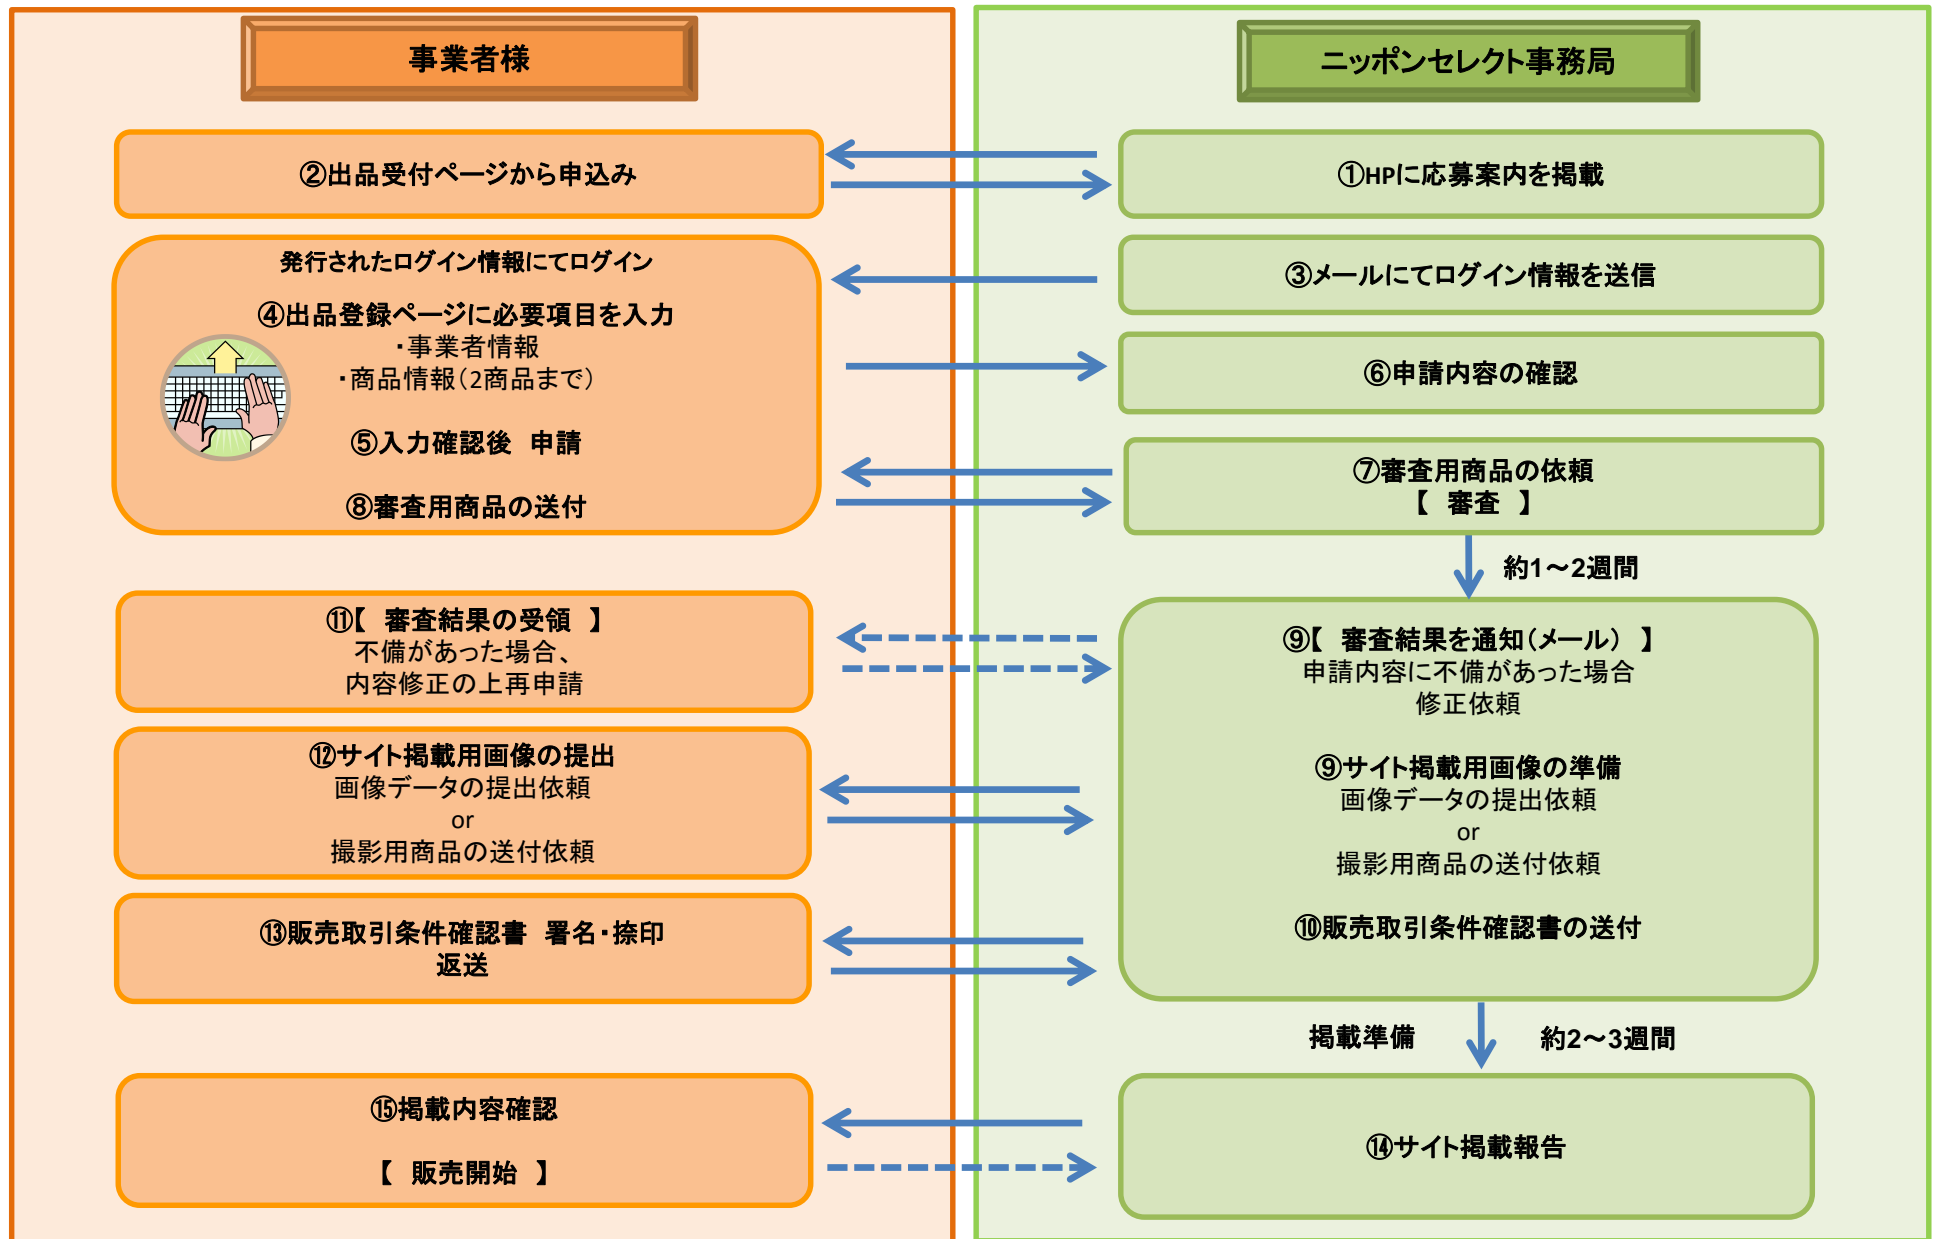 事業者様
②出品受付ページから申込み
発行されたログイン情報にてログイン
④出品登録ページに必要項目を入力
・事業者情報
・商品情報（2商品まで）
⑤入力確認後 申請
⑧審査用商品の送付
⑪【 審査結果の受領 】
不備があった場合、
内容修正の上再申請
⑫サイト掲載用画像の提出
画像データの提出依頼
or
撮影用商品の送付依頼
⑬販売取引条件確認書 署名・捺印
返送
⑮掲載内容確認
【 販売開始 】
ニッポンセレクト事務局
①HPに応募案内を掲載
③メールにてログイン情報を送信
⑥申請内容の確認
⑦審査用商品の依頼
【 審査 】
約1～2週間
⑨【 審査結果を通知（メール） 】
申請内容に不備があった場合
修正依頼
⑨サイト掲載用画像の準備
画像データの提出依頼
or
撮影用商品の送付依頼
⑩販売取引条件確認書の送付
掲載準備
約2～3週間
⑭サイト掲載報告